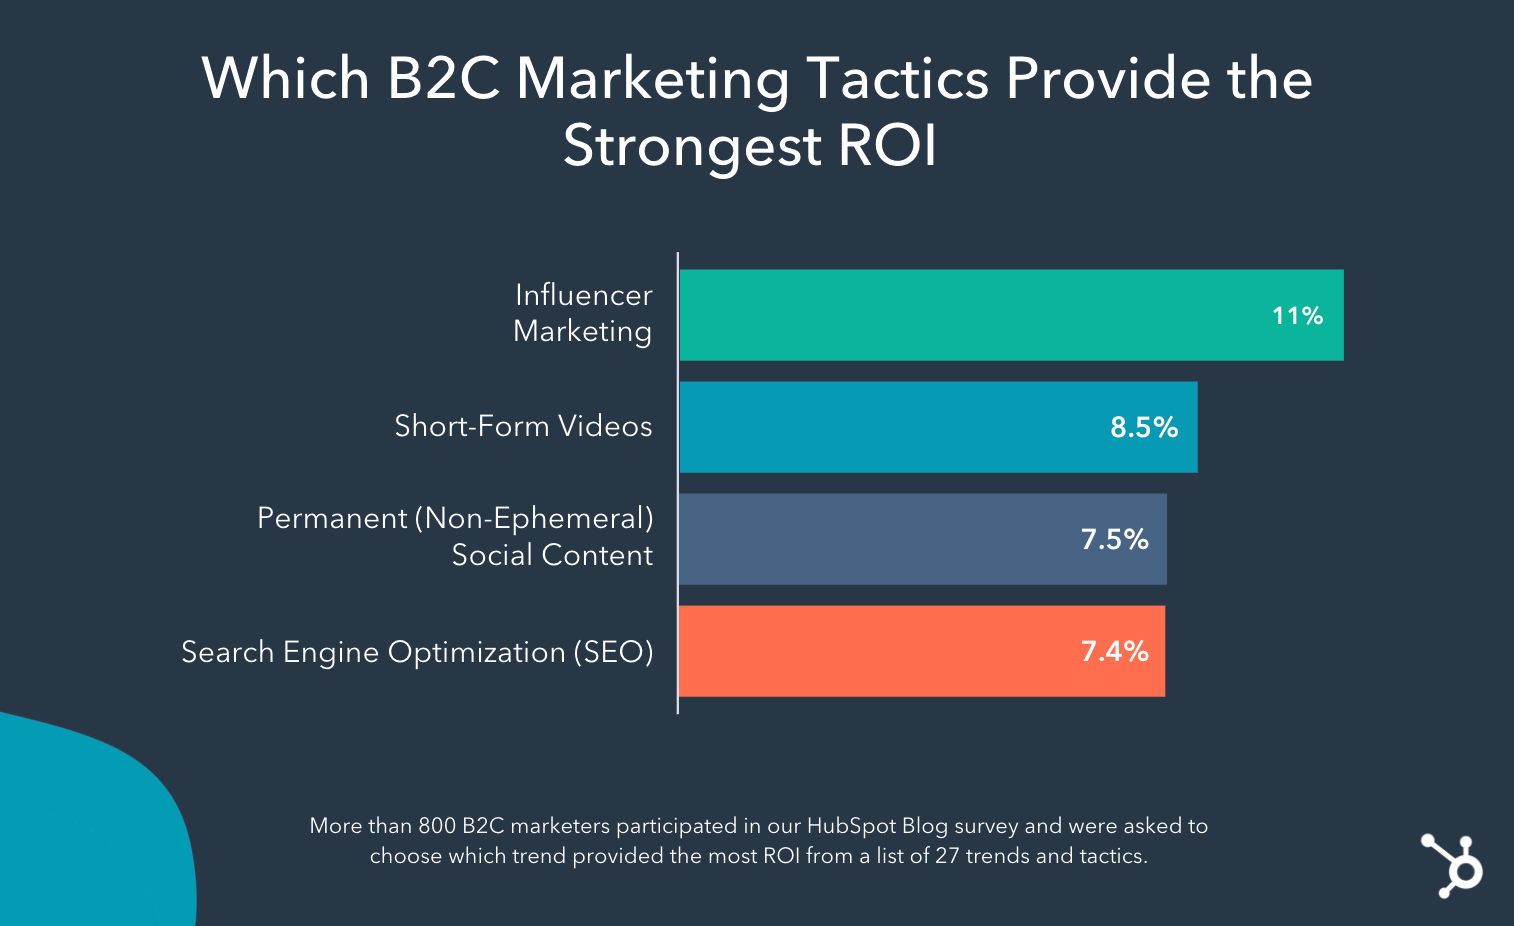 Which B2C Marketing Tactics Provide the
Strongest ROI
Influencer
Marketing
11%
Short-Form Videos
8.5%
Permanent (Non-Ephemeral)
Social Content
7.5%
Search Engine Optimization (SEO)
7.4%
More than 800 B2C marketers participated in our HubSpot Blog survey and were asked to
choose which trend provided the most ROI from a list of 27 trends and tactics.